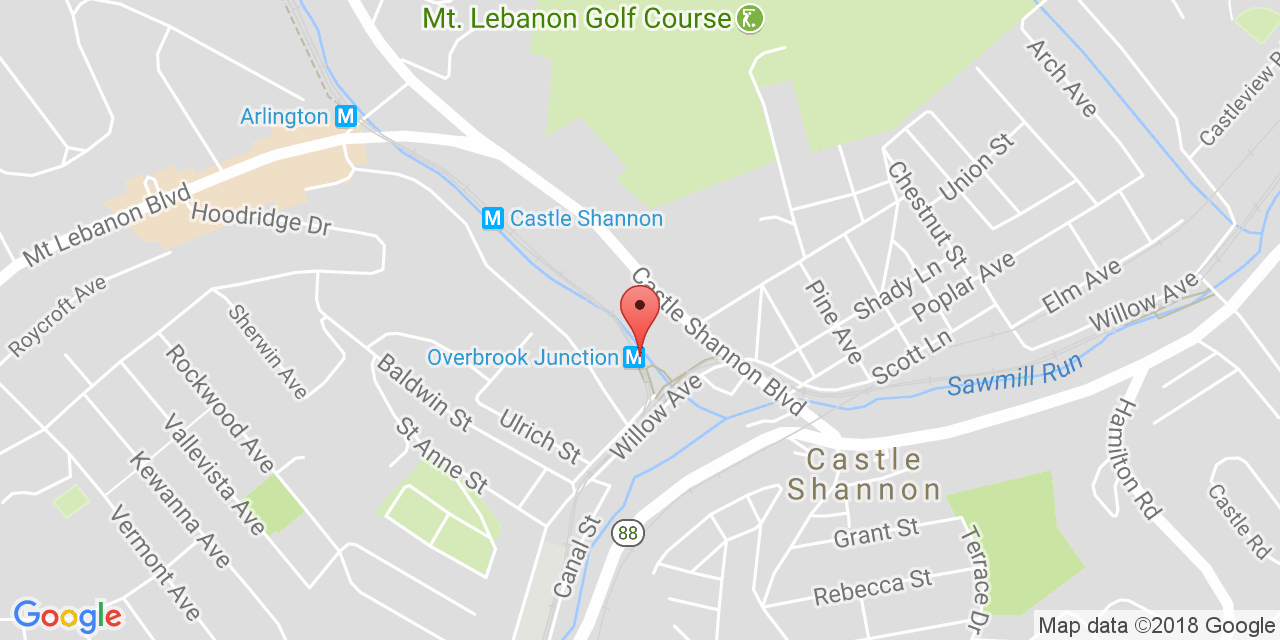 Mt. Lebanon Golf Course
Arch Ave
Castleview
Arlington M
Union St
Chestnut St
Mt Lebanon Blvd
Hoodridge Dr
M Castle Shannon
Shady Ln
Poplar Ave
Elm Ave
Willow Ave
Pine Ave
Scott Ln
Roycroft Ave
Sherwin Ave
Castle Shannon Blvd
Overbrook Junction M
Sawmill Run
Rockwood Ave
Baldwin St
Ulrich St
Willow Ave
St Anne St
Vallevista Ave
Kewanna Ave
Vermont Ave
Hamilton Rd
Castle
Shannon
Castle Rd
88
Canal St
Grant St
Rebecca St
Terrace Dr
Google
Map data ©2018 Google